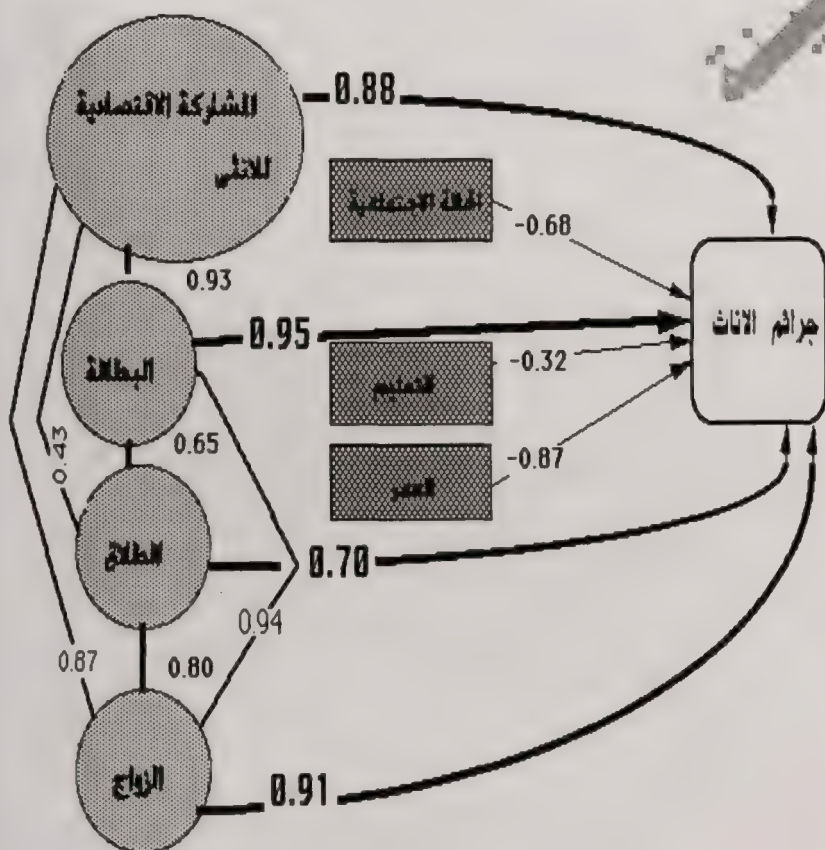 المشاركة الاقتصادية
للانثى
0.88
الحالة الاجتماعية
-0.68
0.93
جرائم الاناث
0.95
البطالة
-0.32
التعليم
0.65
0.43
-0.87
العمر
الطلاق
0.70
0.94
0.87
0.80
الزواج
0.91